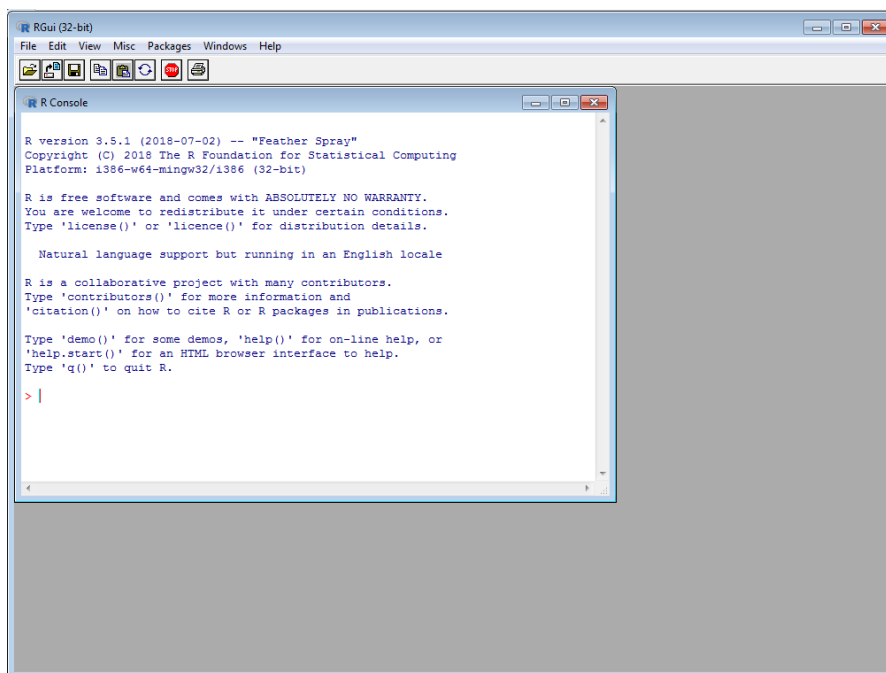 RGui (32-bit)
File Edit View Misc Packages Windows Help
STOP
R Console
R version 3.5.1 (2018-07-02) -- "Feather Spray"
Copyright (C) 2018 The R Foundation for Statistical Computing
Platform: i386-w64-mingw32/i386 (32-bit)
R is free software and comes with ABSOLUTELY NO WARRANTY.
You are welcome to redistribute it under certain conditions.
Type 'license()' or 'licence()' for distribution details.
Natural language support but running in an English locale
R is a collaborative project with many contributors.
Type 'contributors()' for more information and
'citation()' on how to cite R or R packages in publications.
Type 'demo()' for some demos, 'help()' for on-line help, or
'help.start()' for an HTML browser interface to help.
Type 'q()' to quit R.
>